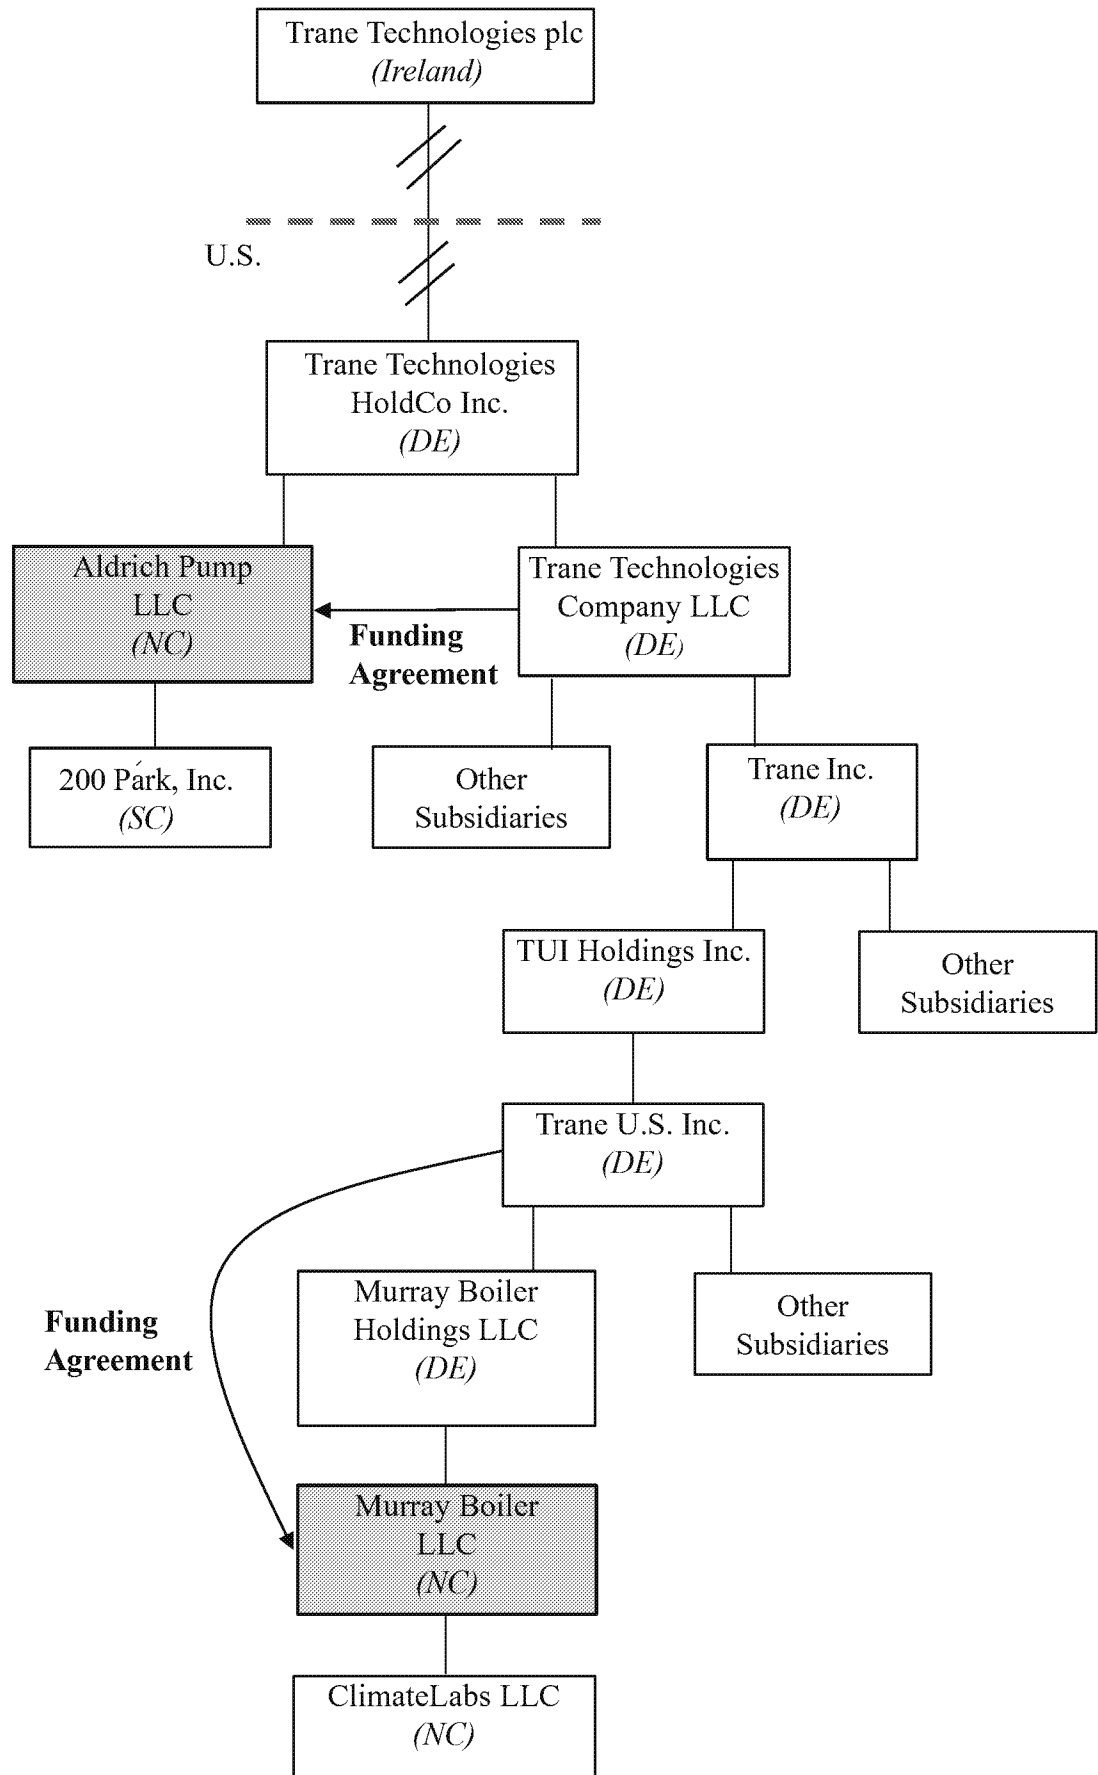 Trane Technologies plc
(Ireland)
U.S.
Trane Technologies
HoldCo Inc.
(DE)
Aldrich Pump
LLC
(NC)
Funding
Agreement
Trane Technologies
Company LLC
(DE)
200 Park, Inc.
(SC)
Other
Subsidiaries
Trane Inc.
(DE)
TUI Holdings Inc.
(DE)
Other
Subsidiaries
Trane U.S. Inc.
(DE)
Funding
Agreement
Murray Boiler
Holdings LLC
(DE)
Other
Subsidiaries
Murray Boiler
LLC
(NC)
ClimateLabs LLC
(NC)